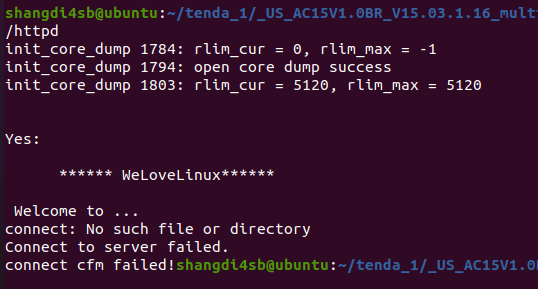 shangdi4sb@ubuntu:~/tenda_1/_US_AC15V1.0BR_V15.03.1.16_mult
/httpd
init_core_dump 1784: rlim_cur = 0, rlim_max = -1
init_core_dump 1794: open core dump success
init_core_dump 1803: rlim_cur = 5120, rlim_max = 5120
Yes:
****** WeLoveLinux******
Welcome to ...
connect: No such file or directory
Connect to server failed.
connect cfm failed!shangdi4sb@ubuntu:~/tenda_1/_US_AC15V1.0